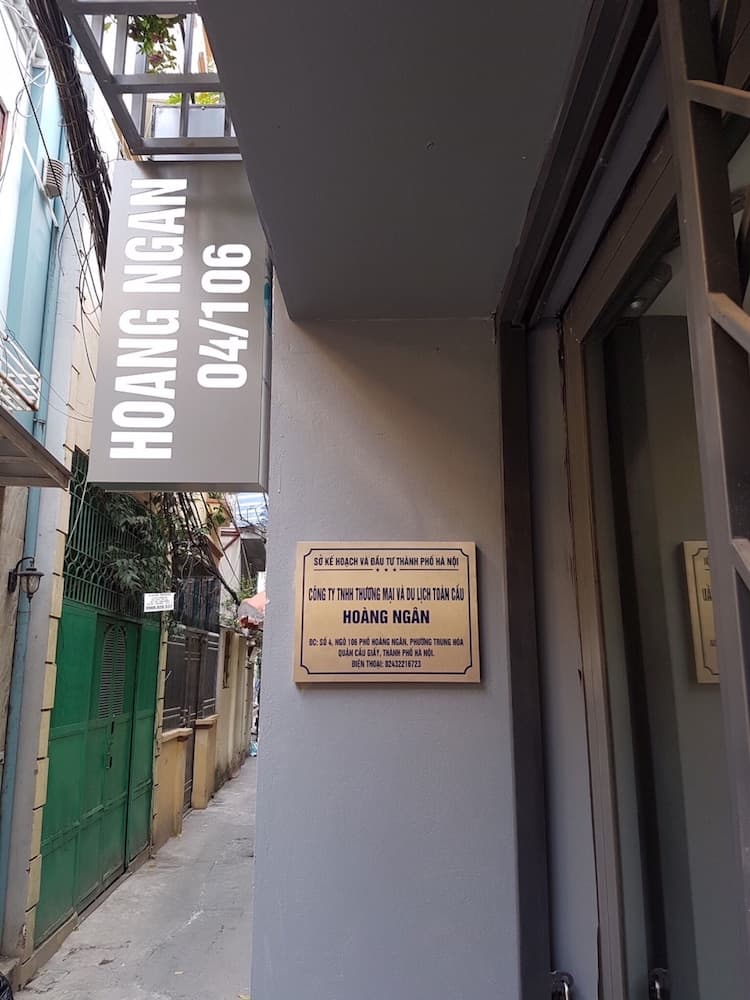 HOANG NGAN
04/106
SỞ KẾ HOẠCH VÀ ĐẦU TƯ THÀNH PHỐ HÀ NỘI
CÔNG TY TNHH THƯƠNG MẠI VÀ DU LỊCH TOÀN CẦU
HOÀNG NGÂN
ĐC: SỐ 4, NGÕ 106 PHỐ HOÀNG NGÂN, PHƯỜNG TRUNG HÒA
QUẬN CẦU GIẤY, THÀNH PHỐ HÀ NỘI.
ĐIỆN THOẠI: 02432216723